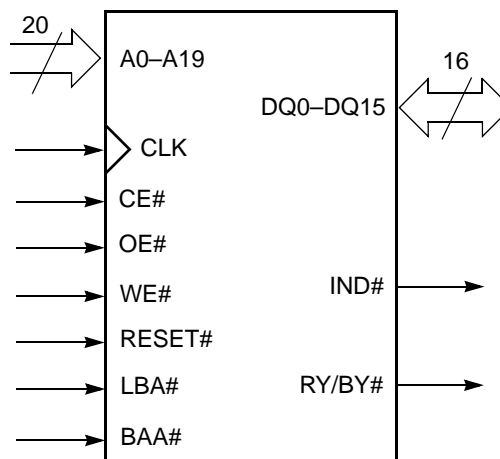 20
A0–A19
16
DQ0–DQ15
CLK
CE#
OE#
WE#
IND#
RESET#
LBA#
RY/BY#
BAA#